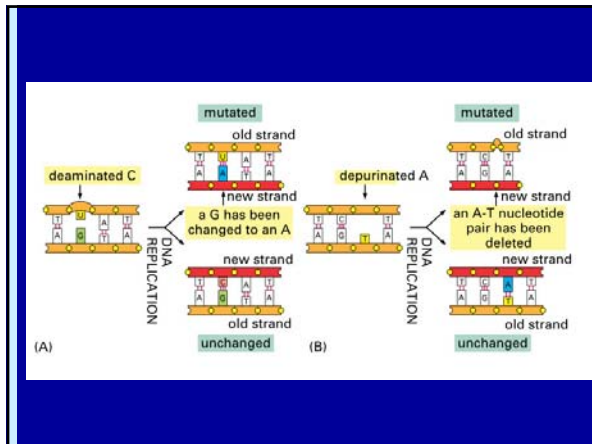 mutated
old strand
T U A T
A A T A
new strand
deaminated C
U
T A T
A G T A
DNA
REPLICATION
a G has been
changed to an A
new strand
T C A T
A G T A
old strand
unchanged
(A)
mutated
old strand
T C T
A G A
new strand
depurinated A
T C T
A G T A
DNA
REPLICATION
an A-T nucleotide
pair has been
deleted
new strand
T C A T
A G T A
old strand
unchanged
(B)